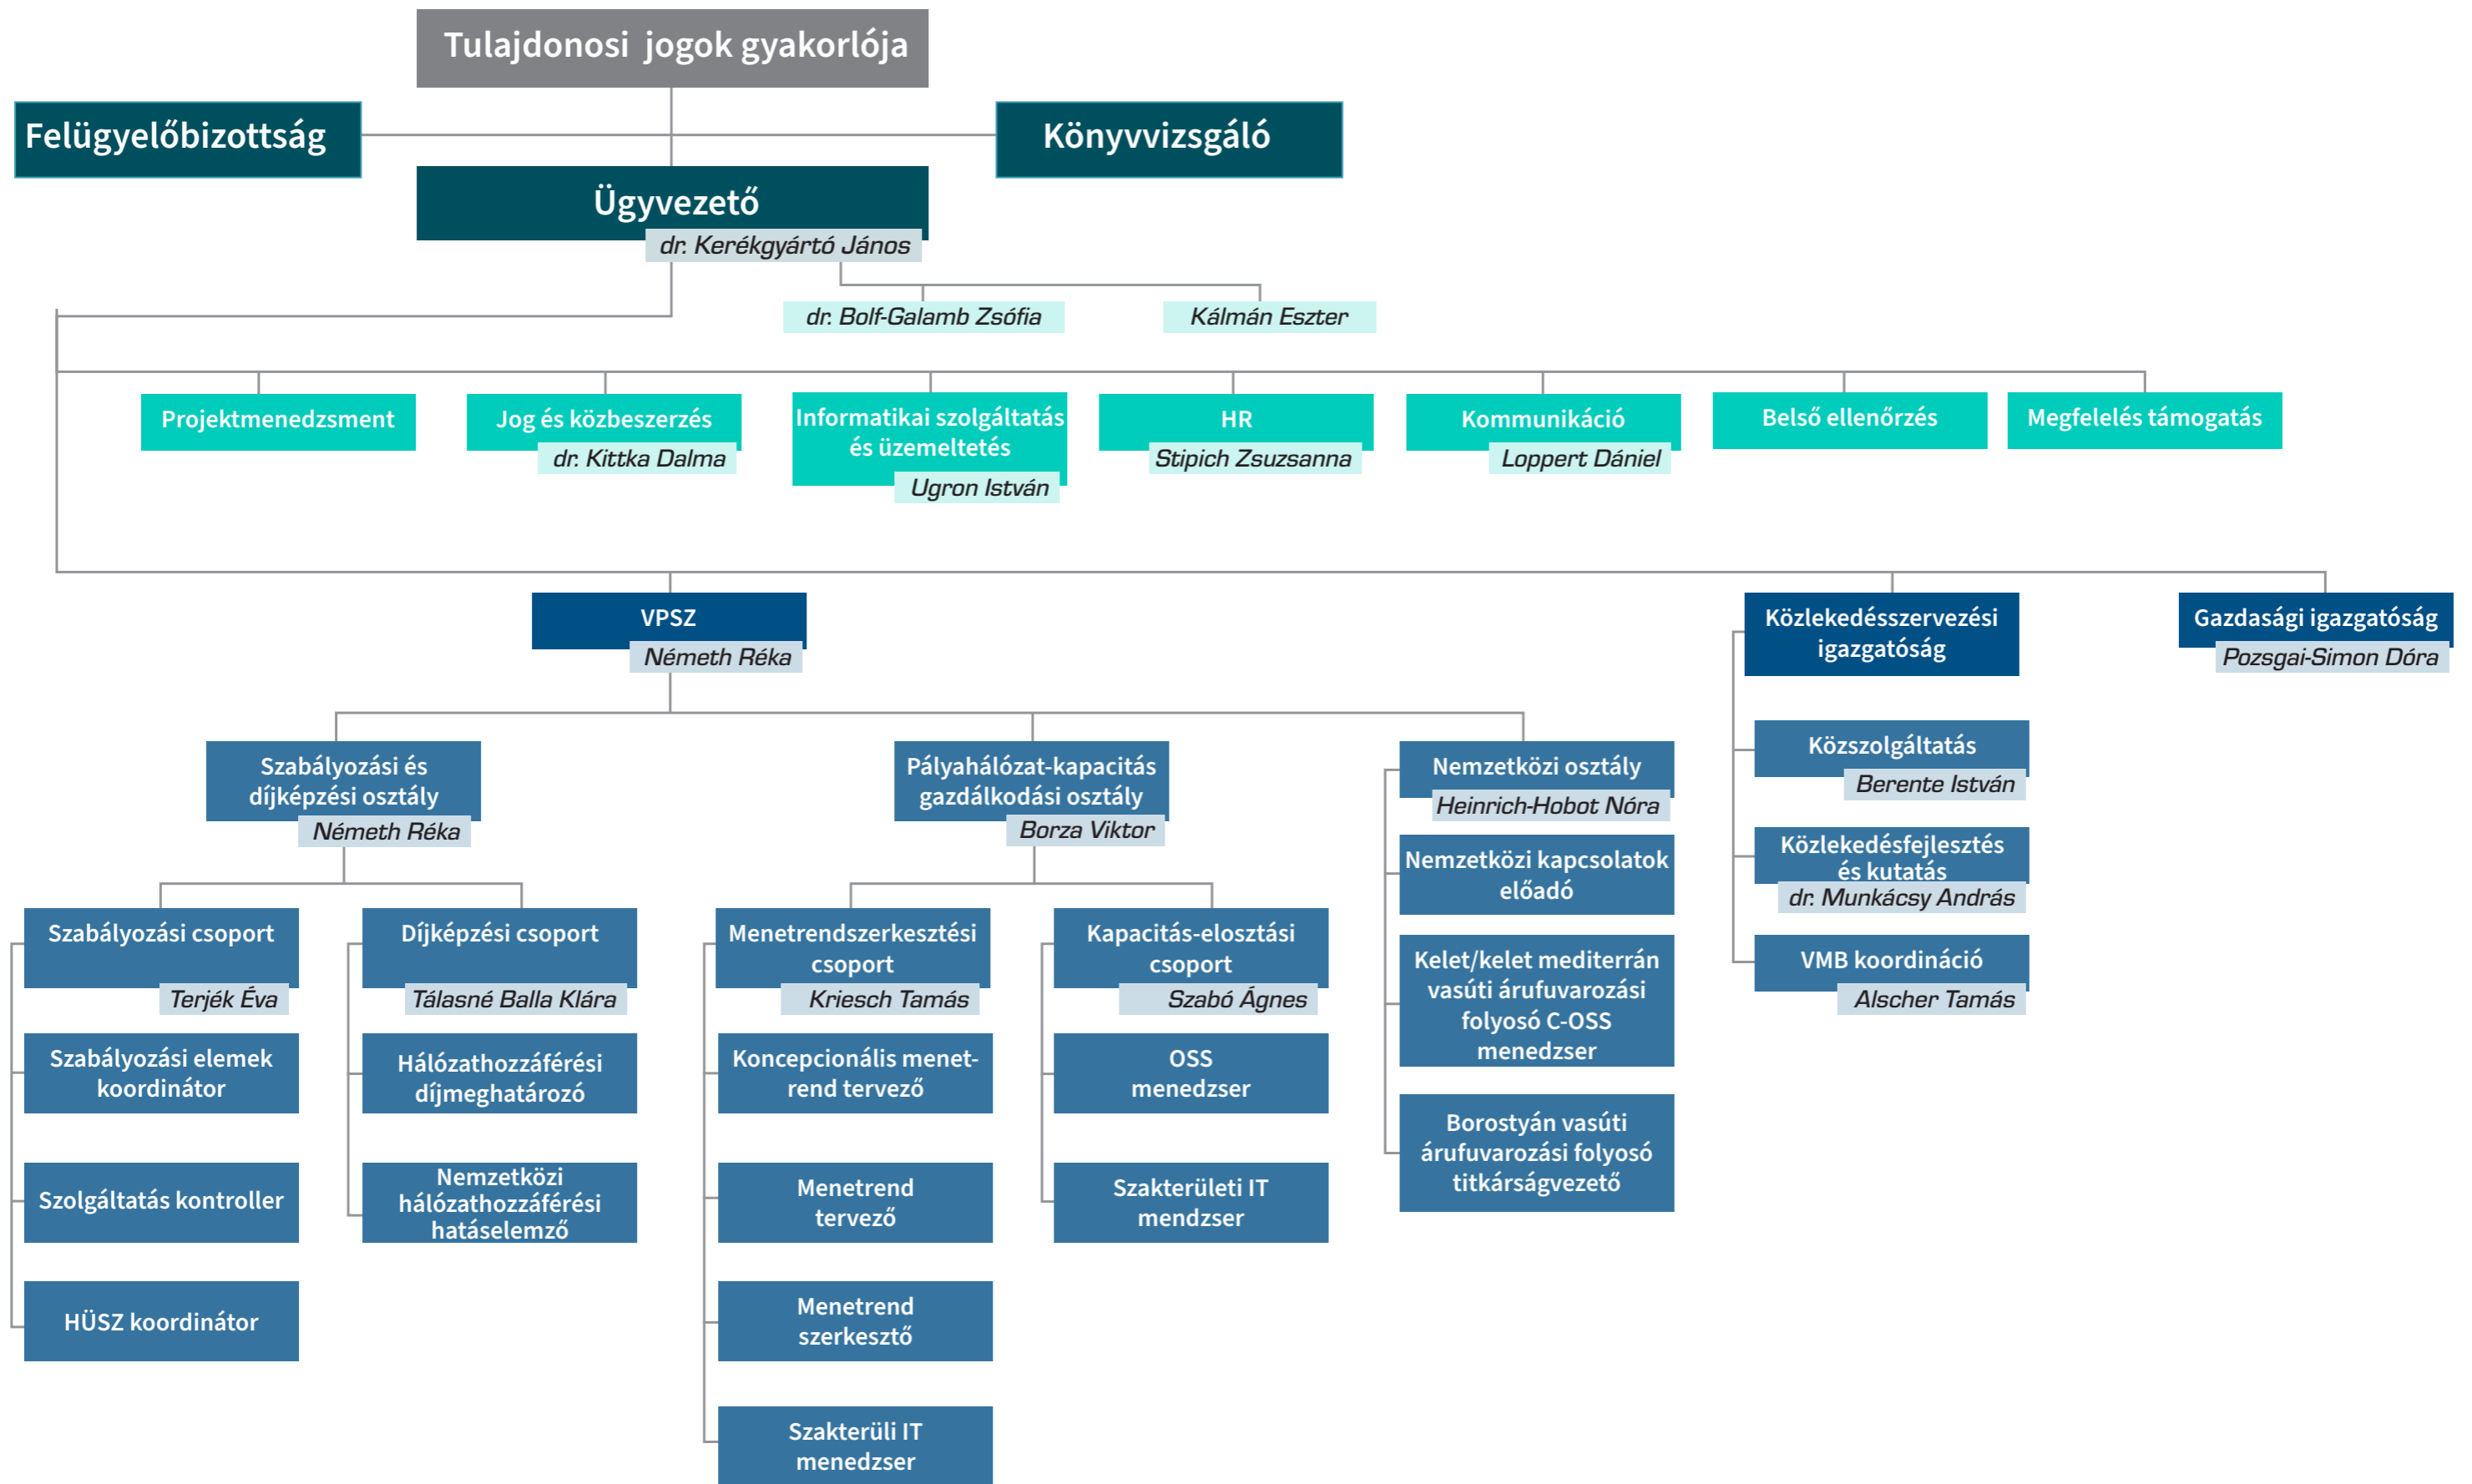 Tulajdonosi jogok gyakorlója
Felügyelőbizottság
Könyvvizsgáló
Ügyvezető
dr. Kerékgyártó János
dr. Bolf-Galamb Zsófia
Kálmán Eszter
Projektmenedzsment
Jog és közbeszerzés
dr. Kittka Dalma
Informatikai szolgáltatás
és üzemeltetés
Ugron István
HR
Stipich Zsuzsanna
Kommunikáció
Loppert Dániel
Belső ellenőrzés
Megfelelés támogatás
VPSZ
Németh Réka
Közlekedésszervezési
igazgatóság
Gazdasági igazgatóság
Pozsgai-Simon Dóra
Szabályozási és
díjképzési osztály
Németh Réka
Pályahálózat-kapacitás
gazdálkodási osztály
Borza Viktor
Nemzetközi osztály
Heinrich-Hobot Nóra
Nemzetközi kapcsolatok
előadó
Kelet/kelet mediterrán
vasúti árufuvarozási
folyosó C-OSS
menedzser
Borostyán vasúti
árufuvarozási folyosó
titkárságvezető
Közszolgáltatás
Berente István
Közlekedésfejlesztés
és kutatás
dr. Munkácsy András
VMB koordináció
Alscher Tamás
Szabályozási csoport
Terjék Éva
Szabályozási elemek
koordinátor
Szolgáltatás kontroller
HÜSZ koordinátor
Díjképzési csoport
Tálasné Balla Klára
Hálózathozzáférési
díjmeghatározó
Nemzetközi
hálózathozzáférési
hatáselemző
Menetrendszerkesztési
csoport
Kriesch Tamás
Koncepcionális menet-
rend tervező
Menetrend
tervező
Menetrend
szerkesztő
Szakterüli IT
menedzser
Kapacitás-elosztási
csoport
Szabó Ágnes
OSS
menedzser
Szakterületi IT
mendzser